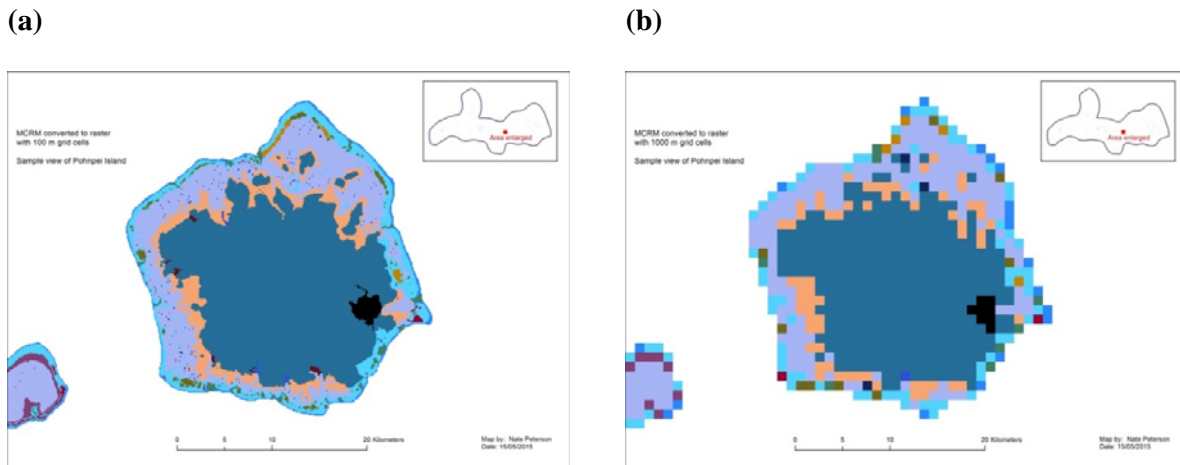 (a)
(b)
MCRM converted to raster
with 100 m grid cells
Sample view of Pohnpei Island
Area enlarged
0 5 10 20 Kilometers
Map by: Nate Peterson
Date: 15/05/2015
MCRM converted to raster
with 1000 m grid cells
Sample view of Pohnpei Island
Area enlarged
0 5 10 20 Kilometers
Map by: Nate Peterson
Date: 15/05/2015